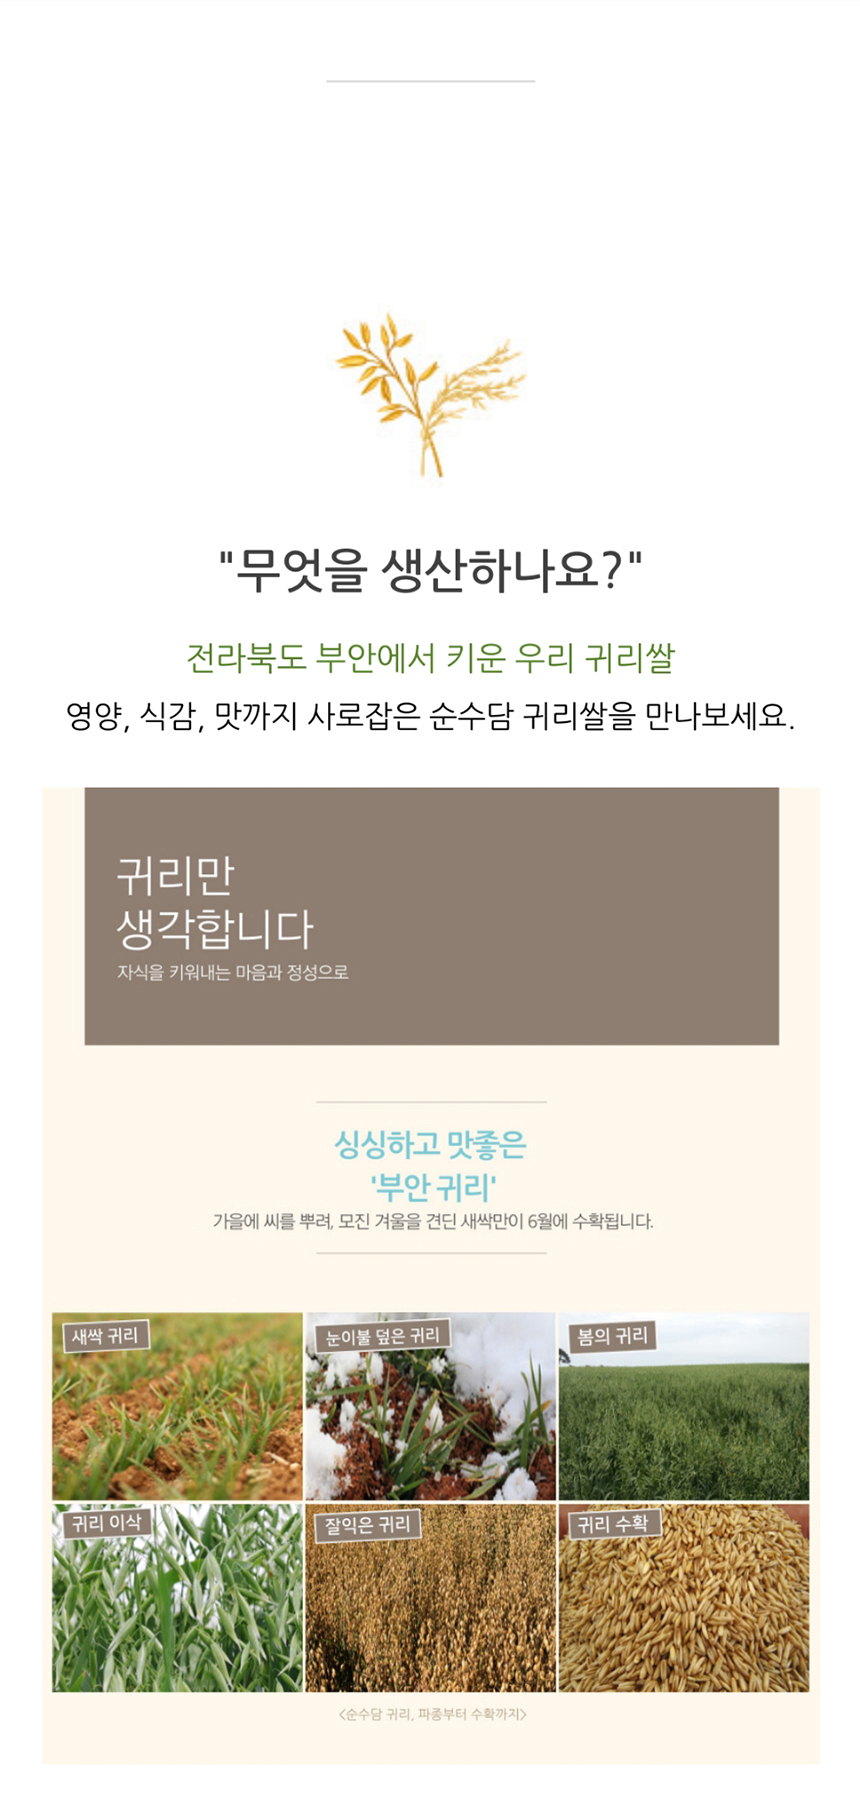 "무엇을 생산하나요?"
전라북도 부안에서 키운 우리 귀리쌀
영양, 식감, 맛까지 사로잡은 순수담 귀리쌀을 만나보세요.
귀리만
생각합니다
자식을 키워내는 마음과 정성으로
싱싱하고 맛좋은
'부안 귀리'
가을에 씨를 뿌려, 모진 겨울을 견딘 새싹만이 6월에 수확됩니다.
새싹 귀리
눈이불 덮은 귀리
봄의 귀리
귀리 이삭
잘익은 귀리
귀리 수확
<순수담 귀리, 파종부터 수확까지>